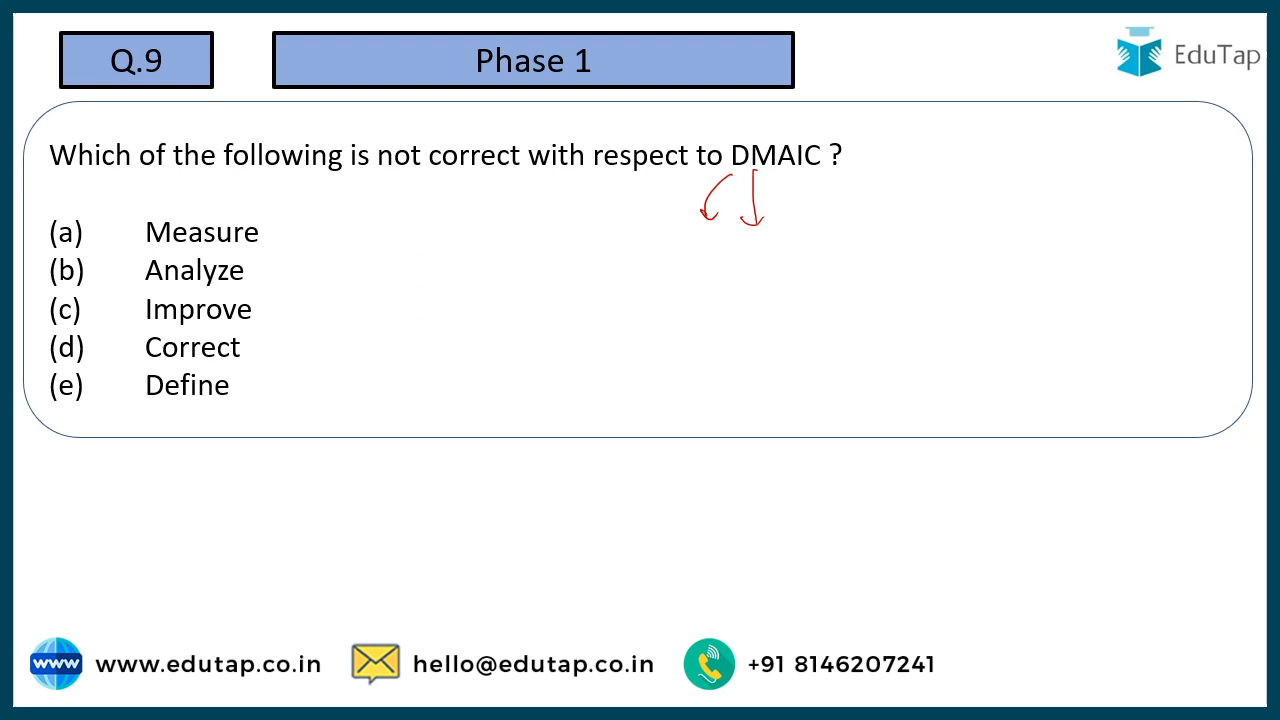 Q.9
Phase 1
EduTap
Which of the following is not correct with respect to DMAIC ?
(a) Measure
(b) Analyze
(c) Improve
(d) Correct
(e) Define
www
www.edutap.co.in
hello@edutap.co.in
+91 8146207241